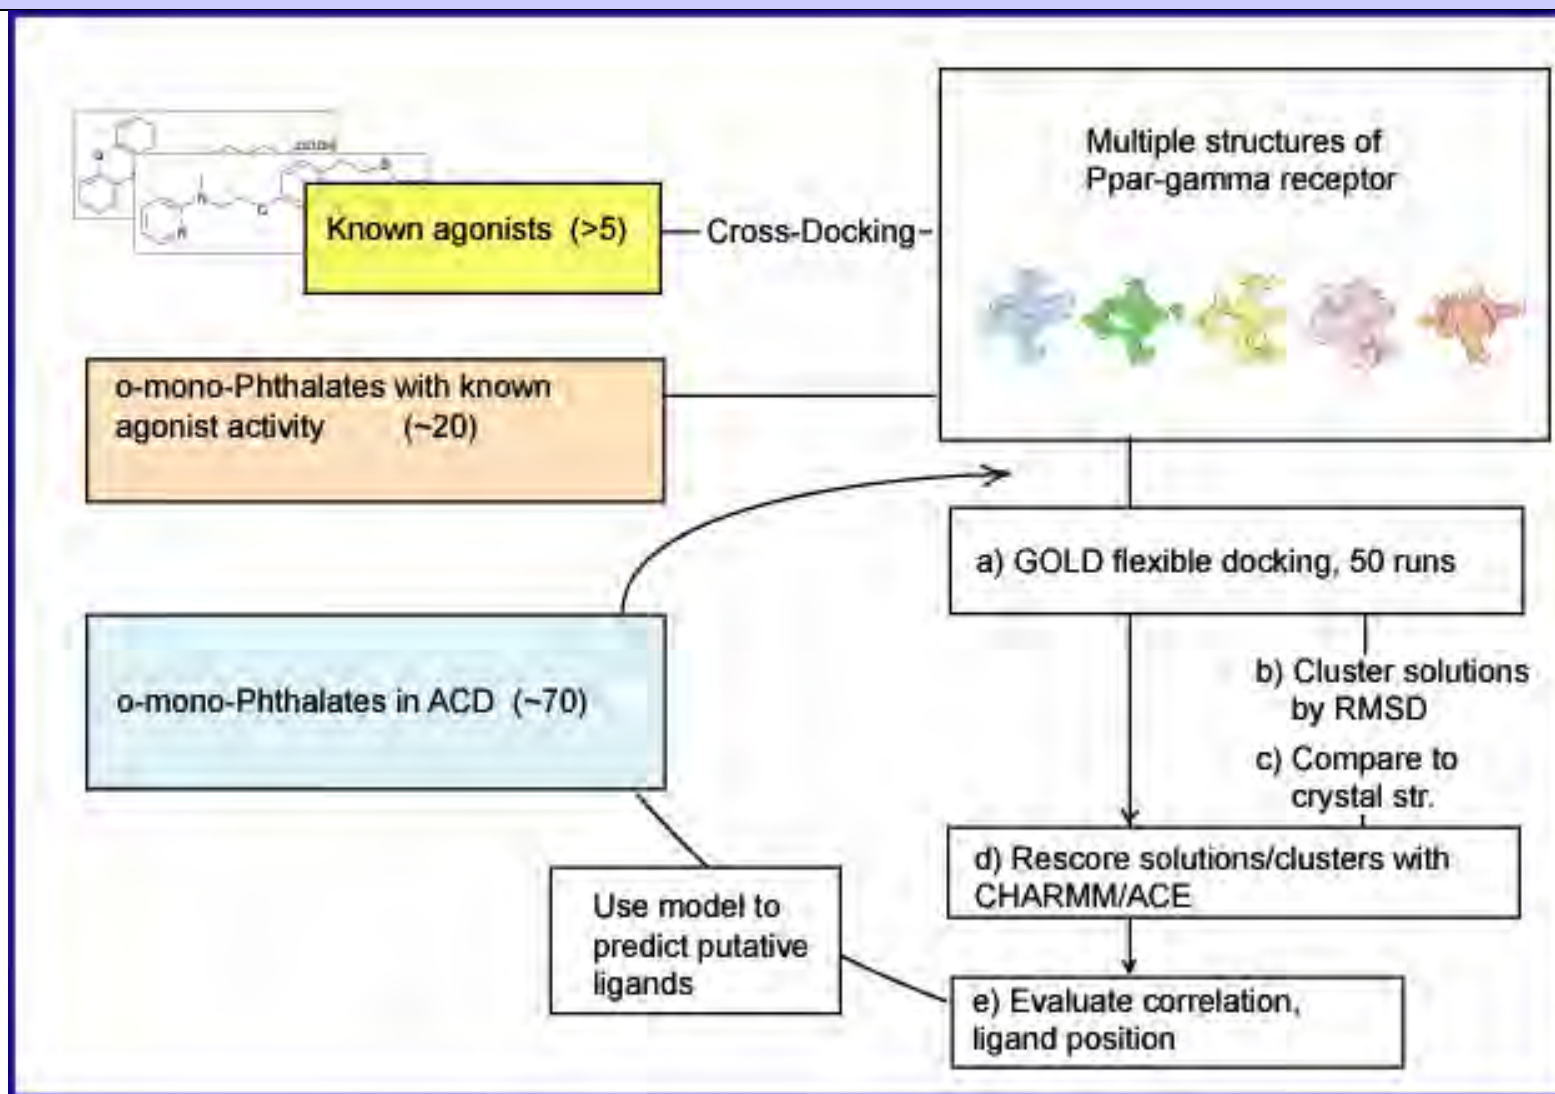 Multiple structures of
Ppar-gamma receptor
Known agonists (>5)
Cross-Docking
o-mono-Phthalates with known
agonist activity (~20)
a) GOLD flexible docking, 50 runs
b) Cluster solutions
by RMSD
c) Compare to
crystal str.
o-mono-Phthalates in ACD (~70)
d) Rescore solutions/clusters with
CHARMM/ACE
Use model to
predict putative
ligands
e) Evaluate correlation,
ligand position